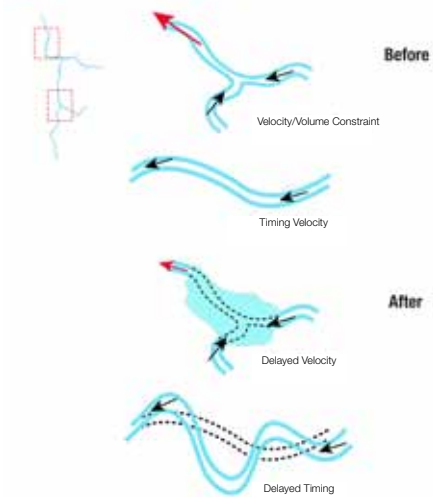 Before
Velocity/Volume Constraint
Timing Velocity
After
Delayed Velocity
Delayed Timing